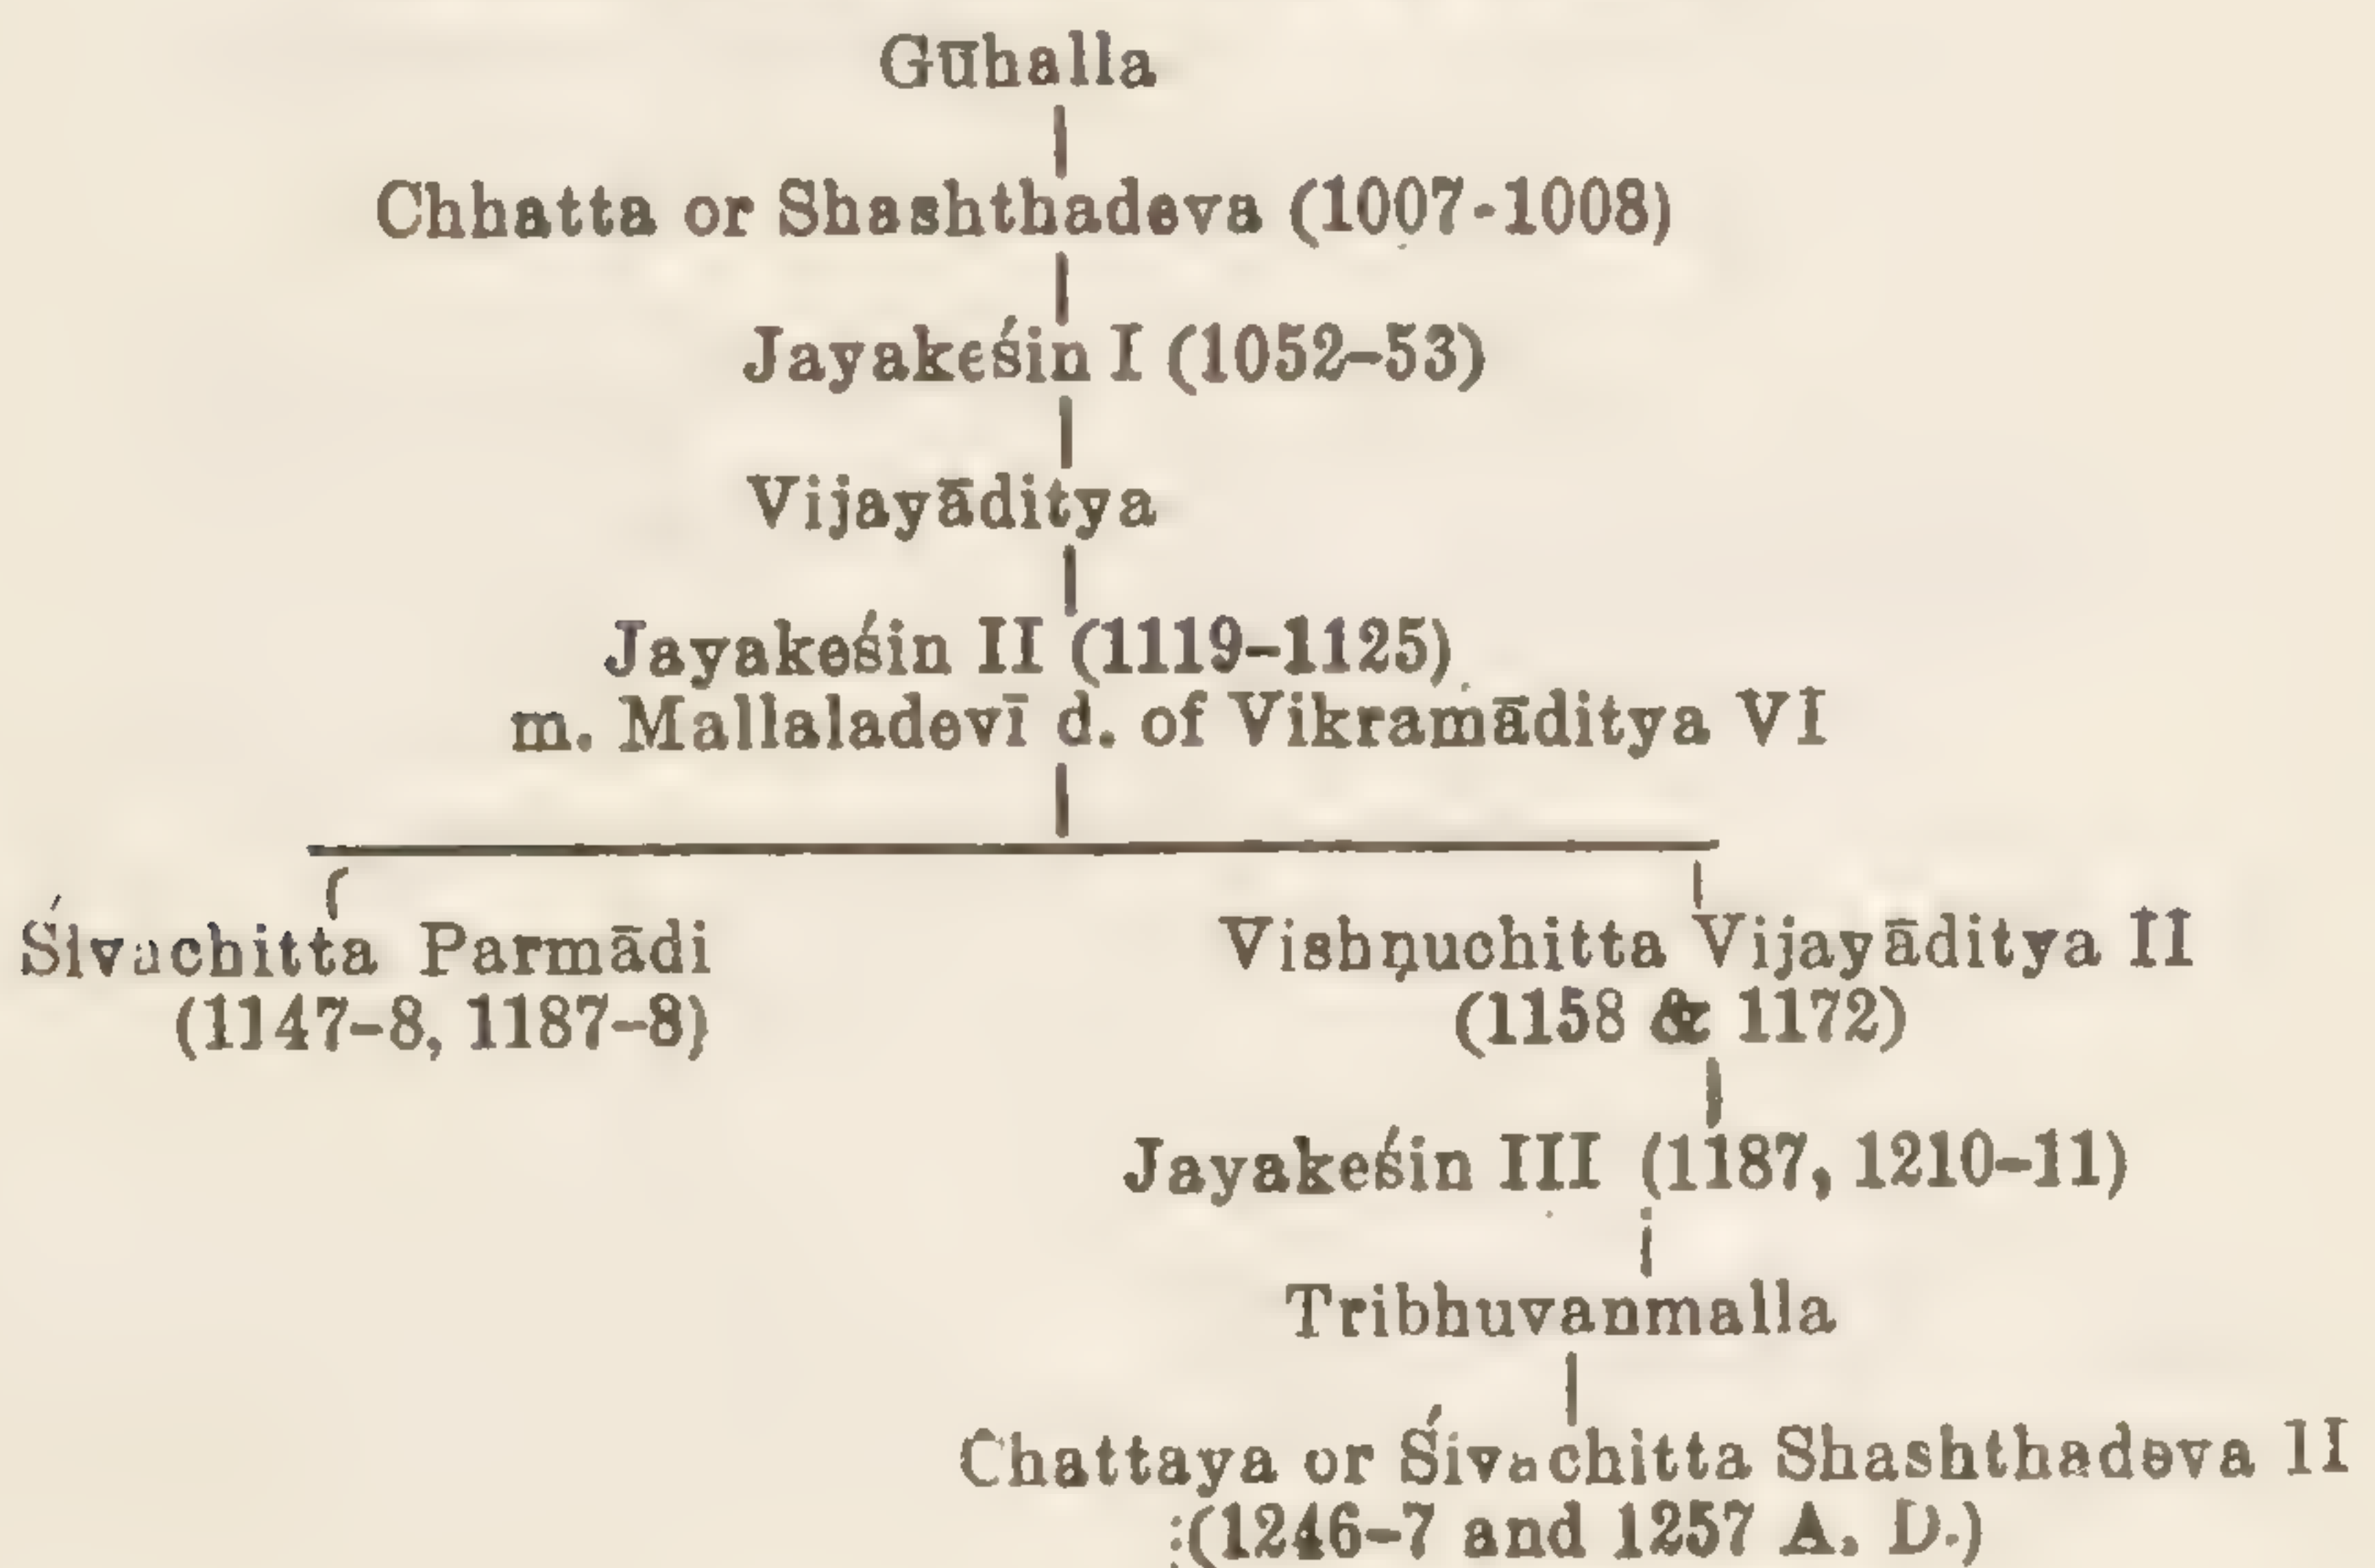 Gūhalla
Chhatta or Shashthadeva (1007-1008)
Jayakeśin I (1052–53)
Vijayāditya
Jayakeśin II (1119–1125)
m. Mallaladevī d. of Vikramāditya VI
Śivachitta Parmādi
(1147–8, 1187–8)
Vishṇuchitta Vijayāditya II
(1158 & 1172)
Jayakeśin III (1187, 1210–11)
Tribhuvanmalla
Chattaya or Śivachitta Shashthadeva II
(1246–7 and 1257 A. D.)